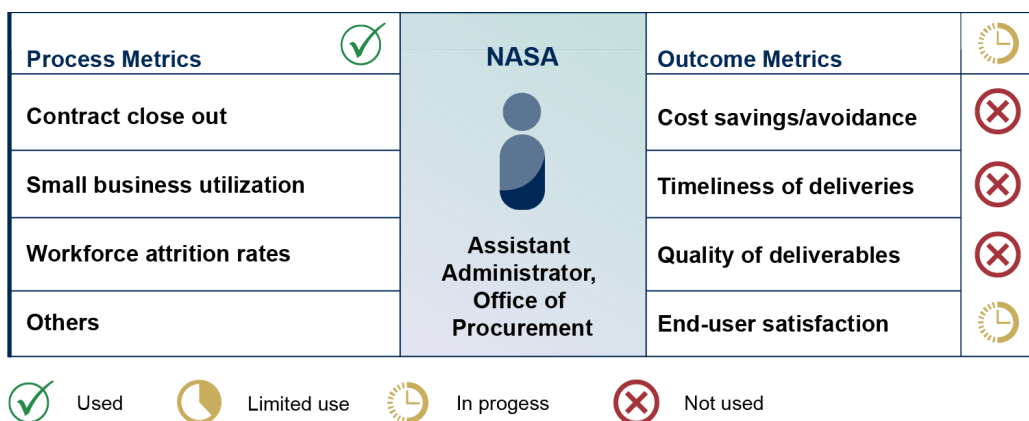 Process Metrics
NASA
Outcome Metrics
Contract close out
Cost savings/avoidance
Small business utilization
Timeliness of deliveries
Workforce attrition rates
Assistant
Administrator,
Office of
Procurement
Quality of deliverables
Others
End-user satisfaction
Used
Limited use
In progess
Not used